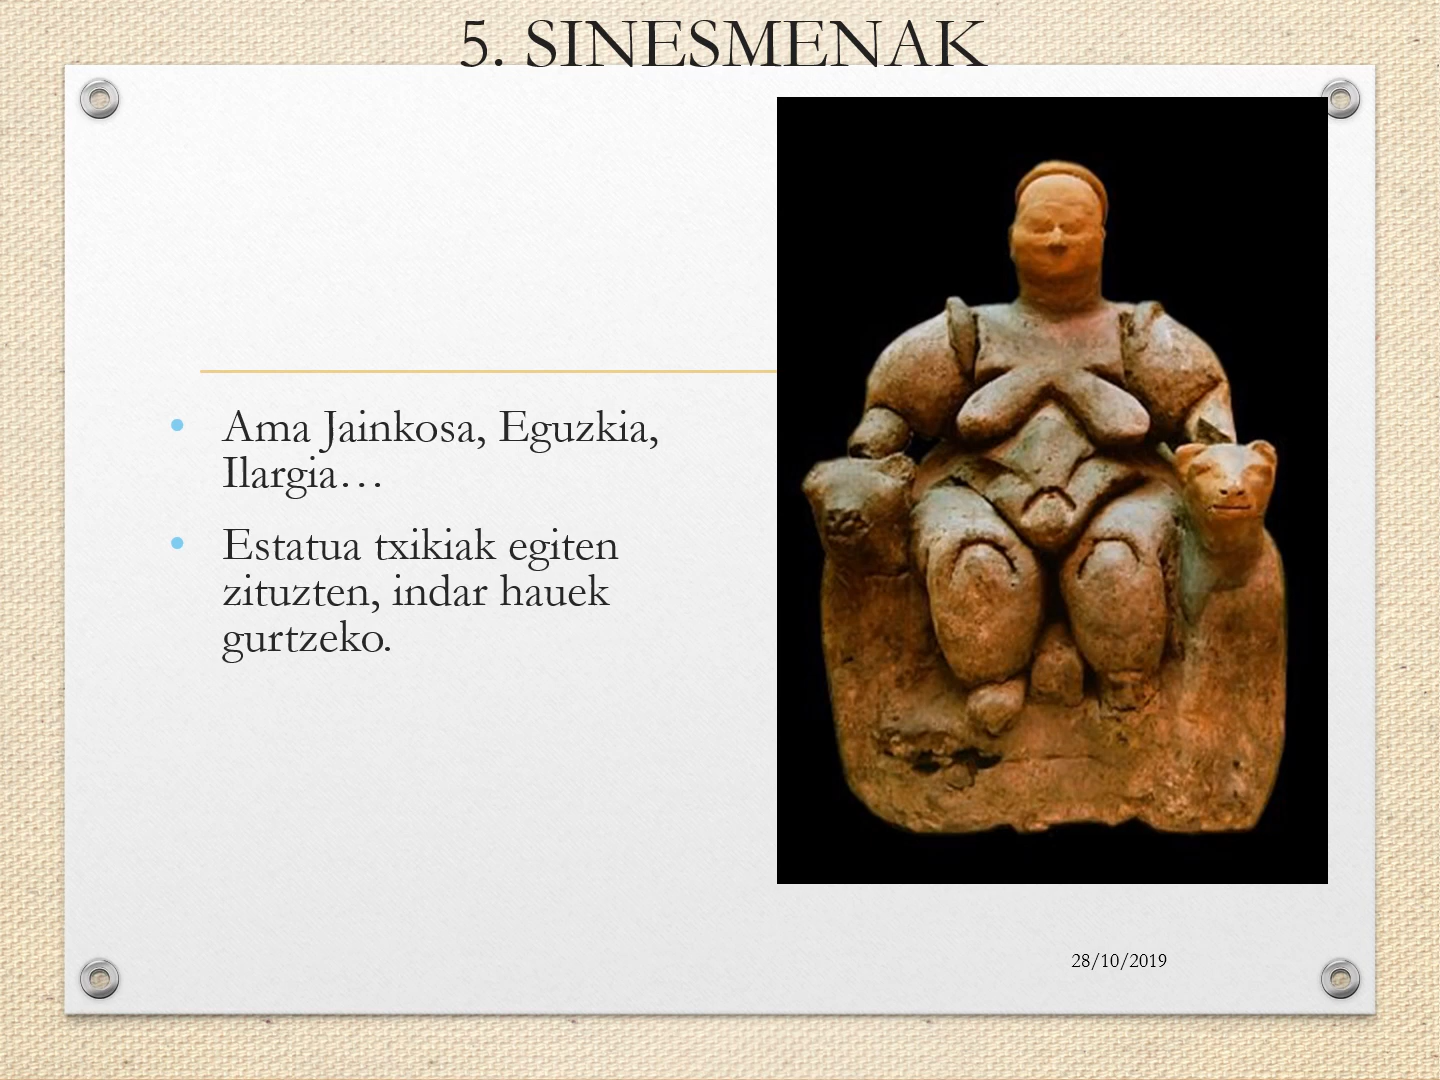 5. SINESMENAK
• Ama Jainkosa, Eguzkia,
Ilargia…
• Estatua txikiak egiten
zituzten, indar hauek
gurtzeko.
28/10/2019